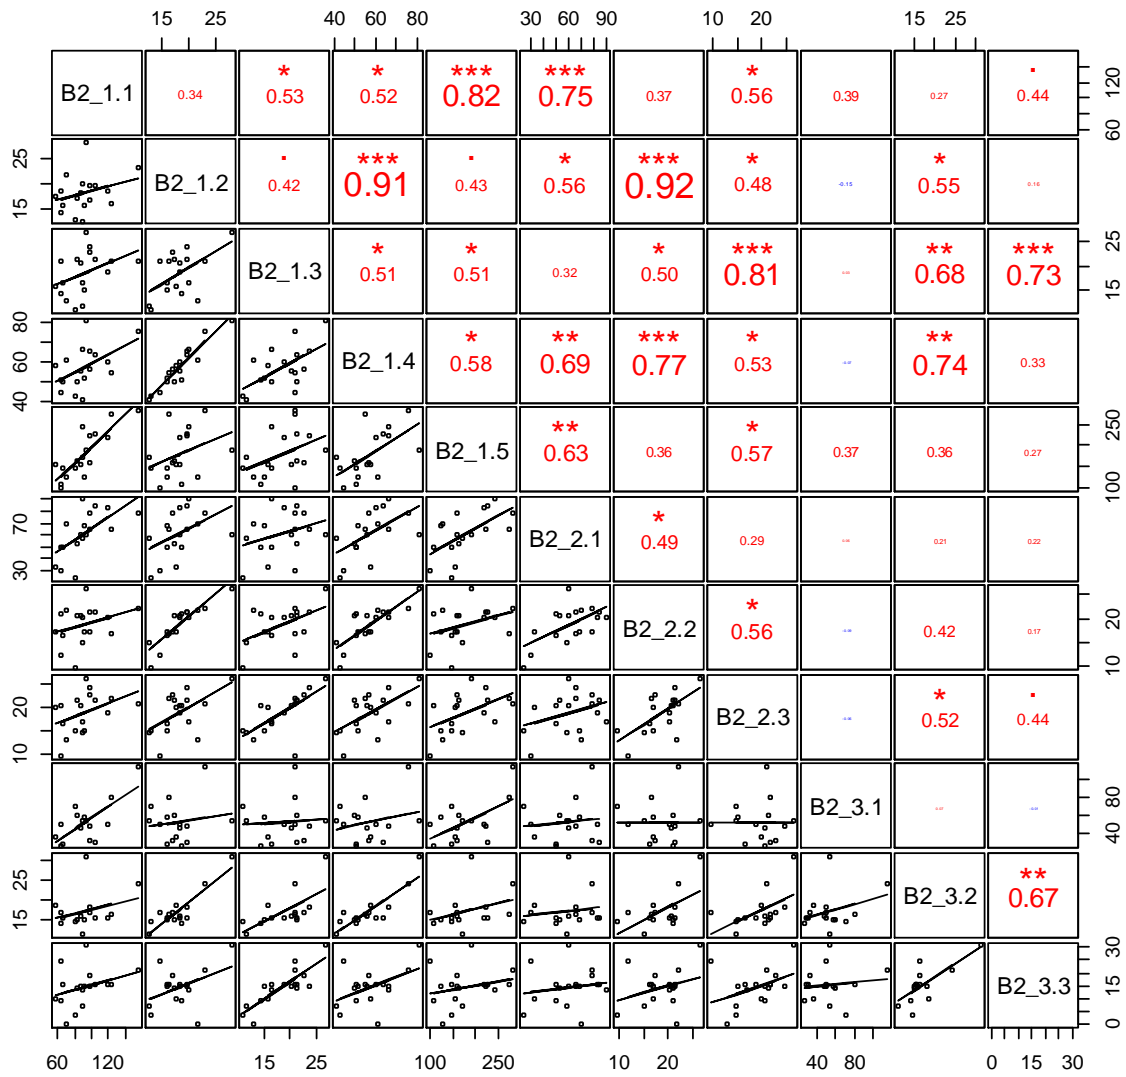 15 25 40 60 80 30 60 90 10 20 15 25
* * *** *** * ·
B2_1.1 0.34 0.53 0.52 0.82 0.75 0.37 0.56 0.39 0.27 0.44 60 120
· *** · * *** * *
15 25 B2_1.2 0.42 0.91 0.43 0.56 0.92 0.48 -0.15 0.55 0.16
* * * *** ** ***
B2_1.3 0.51 0.51 0.32 0.50 0.81 0.68 0.73 15 25
* ** *** * **
40 60 80 B2_1.4 0.58 0.69 0.77 0.53 0.74 0.33
** *
B2_1.5 0.63 0.36 0.57 0.37 0.36 0.27 100 250
*
30 70 B2_2.1 0.49 0.29 0.21 0.22
*
B2_2.2 0.56 0.42 0.17 10 20
* ·
10 20 B2_2.3 0.52 0.44
B2_3.1 40 80
**
15 25 B2_3.2 0.67
B2_3.3 0 15 30
60 120 15 25 100 250 10 20 40 80 0 15 30